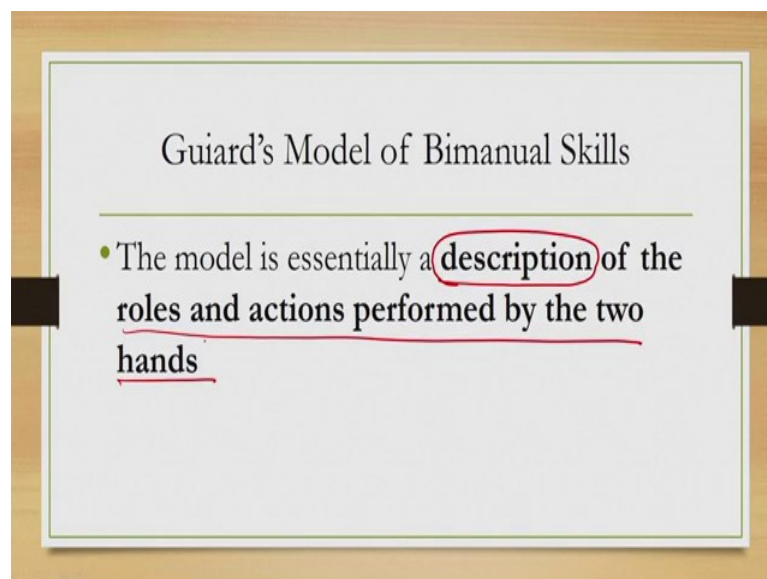 Guiard's Model of Bimanual Skills
• The model is essentially a description of the
roles and actions performed by the two
hands